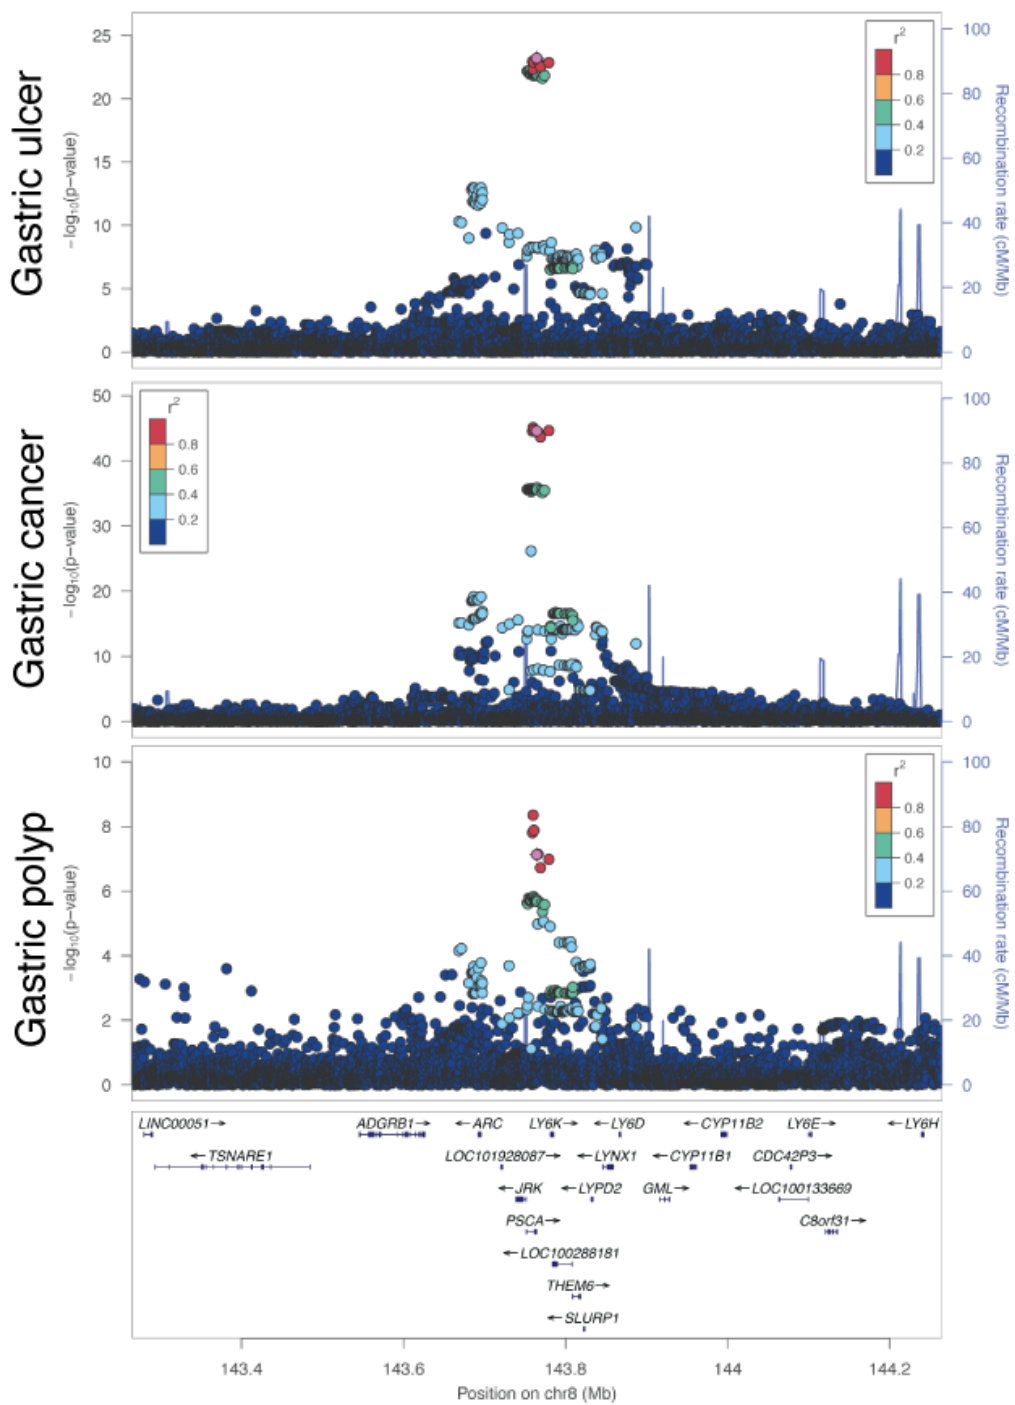 Gastric ulcer
−log10(p−value)
25
20
15
10
5
0
r2
0.8
0.6
0.4
0.2
100
80
60
40
20
0
Recombination rate (cM/Mb)
Gastric cancer
−log10(p−value)
50
40
30
20
10
0
r2
0.8
0.6
0.4
0.2
100
80
60
40
20
0
Recombination rate (cM/Mb)
Gastric polyp
−log10(p−value)
10
8
6
4
2
0
r2
0.8
0.6
0.4
0.2
100
80
60
40
20
0
Recombination rate (cM/Mb)
LINC00051→ ADGRB1→ ←ARC LY6K→ ←LY6D ←CYP11B2 LY6E→ ←LY6H
←TSNARE1 LOC101928087→ ←LYNX1 ←CYP11B1 CDC42P3→
←JRK ←LYPD2 GML→ ←LOC100133669
PSCA→ C8orf31→
←LOC100288181
THEM6→
←SLURP1
143.4 143.6 143.8 144 144.2
Position on chr8 (Mb)